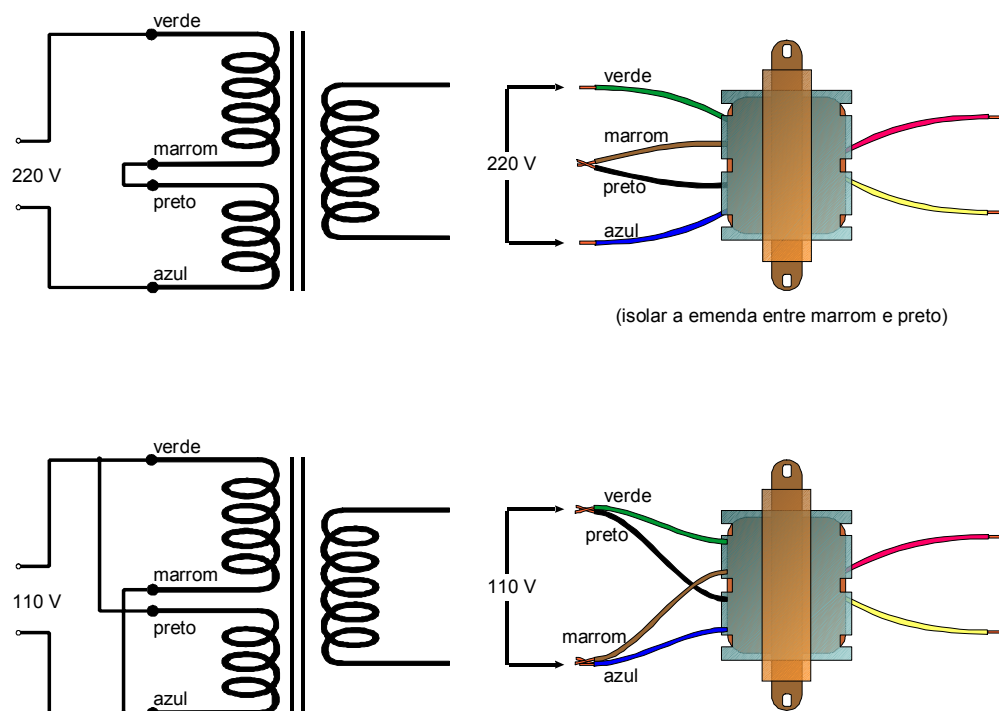 verde
marrom
220 V
preto
azul
verde
marrom
220 V
preto
azul
(isolar a emenda entre marrom e preto)
verde
marrom
110 V
preto
azul
verde
preto
110 V
marrom
azul